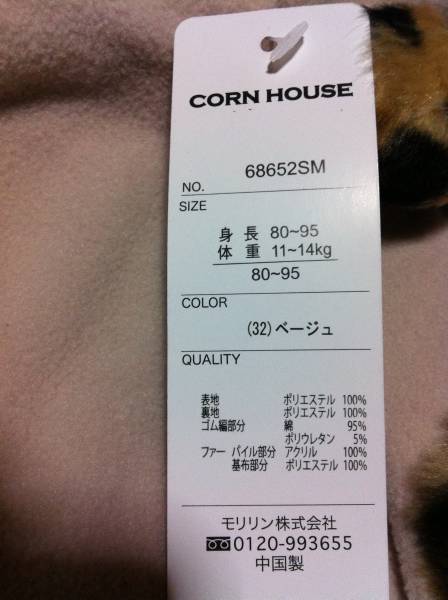 CORN HOUSE
NO. 68652SM
SIZE
身長 80~95
体重 11~14kg
80~95
COLOR
(32)ベージュ
QUALITY
表地 ポリエステル 100%
裏地 ポリエステル 100%
ゴム編部分 綿 95%
ポリウレタン 5%
ファー パイル部分 アクリル 100%
基布部分 ポリエステル 100%
モリリン株式会社
0120-993655
中国製